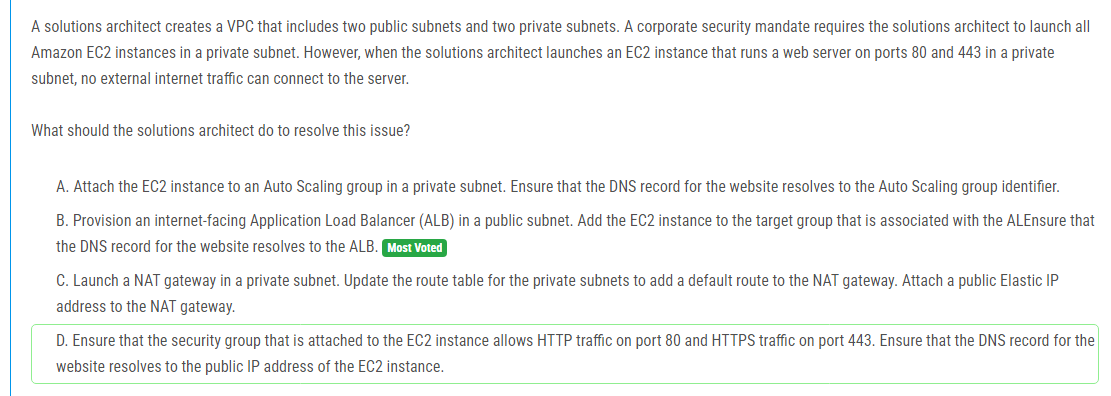 A solutions architect creates a VPC that includes two public subnets and two private subnets. A corporate security mandate requires the solutions architect to launch all
Amazon EC2 instances in a private subnet. However, when the solutions architect launches an EC2 instance that runs a web server on ports 80 and 443 in a private
subnet, no external internet traffic can connect to the server.
What should the solutions architect do to resolve this issue?
A. Attach the EC2 instance to an Auto Scaling group in a private subnet. Ensure that the DNS record for the website resolves to the Auto Scaling group identifier.
B. Provision an internet-facing Application Load Balancer (ALB) in a public subnet. Add the EC2 instance to the target group that is associated with the ALEnsure that
the DNS record for the website resolves to the ALB. Most Voted
C. Launch a NAT gateway in a private subnet. Update the route table for the private subnets to add a default route to the NAT gateway. Attach a public Elastic IP
address to the NAT gateway.
D. Ensure that the security group that is attached to the EC2 instance allows HTTP traffic on port 80 and HTTPS traffic on port 443. Ensure that the DNS record for the
website resolves to the public IP address of the EC2 instance.